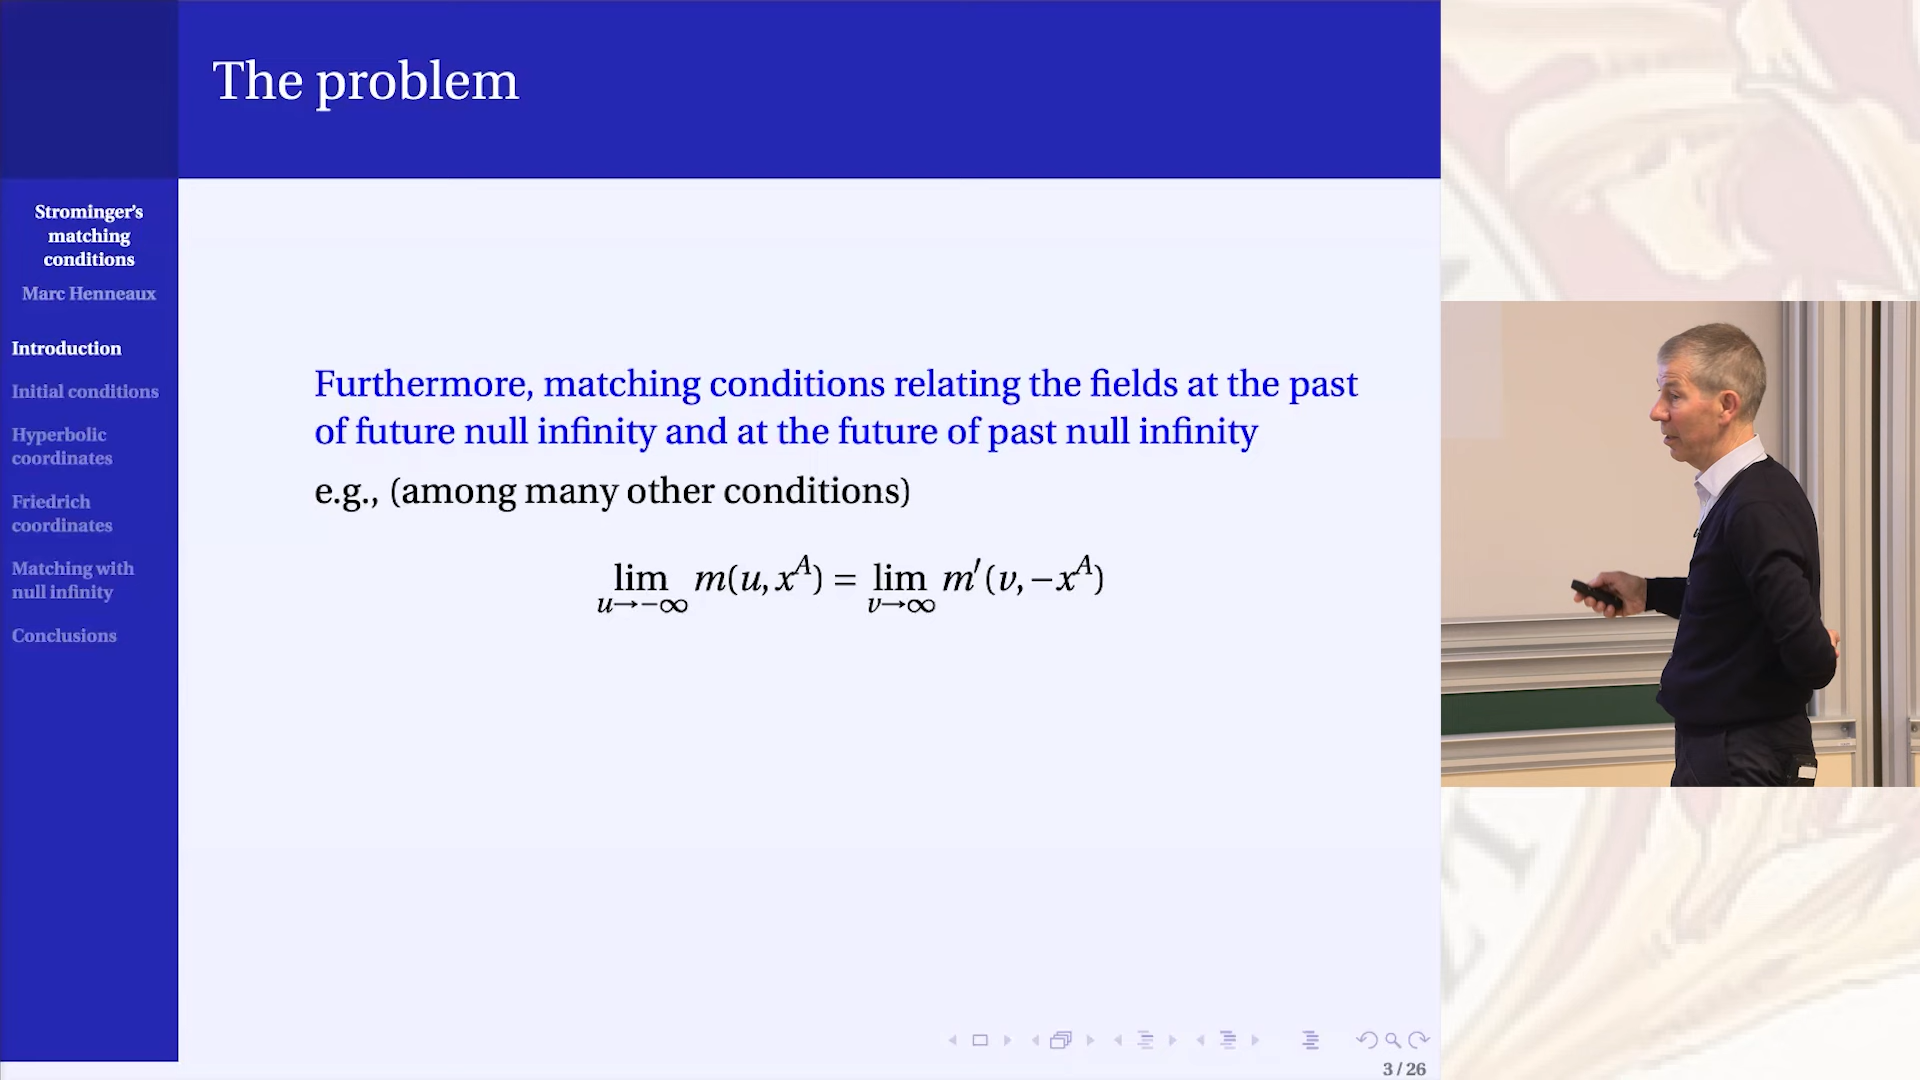 The problem
Strominger's
matching
conditions
Marc Henneaux
Introduction
Initial conditions
Hyperbolic
coordinates
Friedrich
coordinates
Matching with
null infinity
Conclusions
Furthermore, matching conditions relating the fields at the past
of future null infinity and at the future of past null infinity
e.g., (among many other conditions)
lim_{u→−∞} m(u, x^A) = lim_{v→∞} m′(v, −x^A)
3 / 26